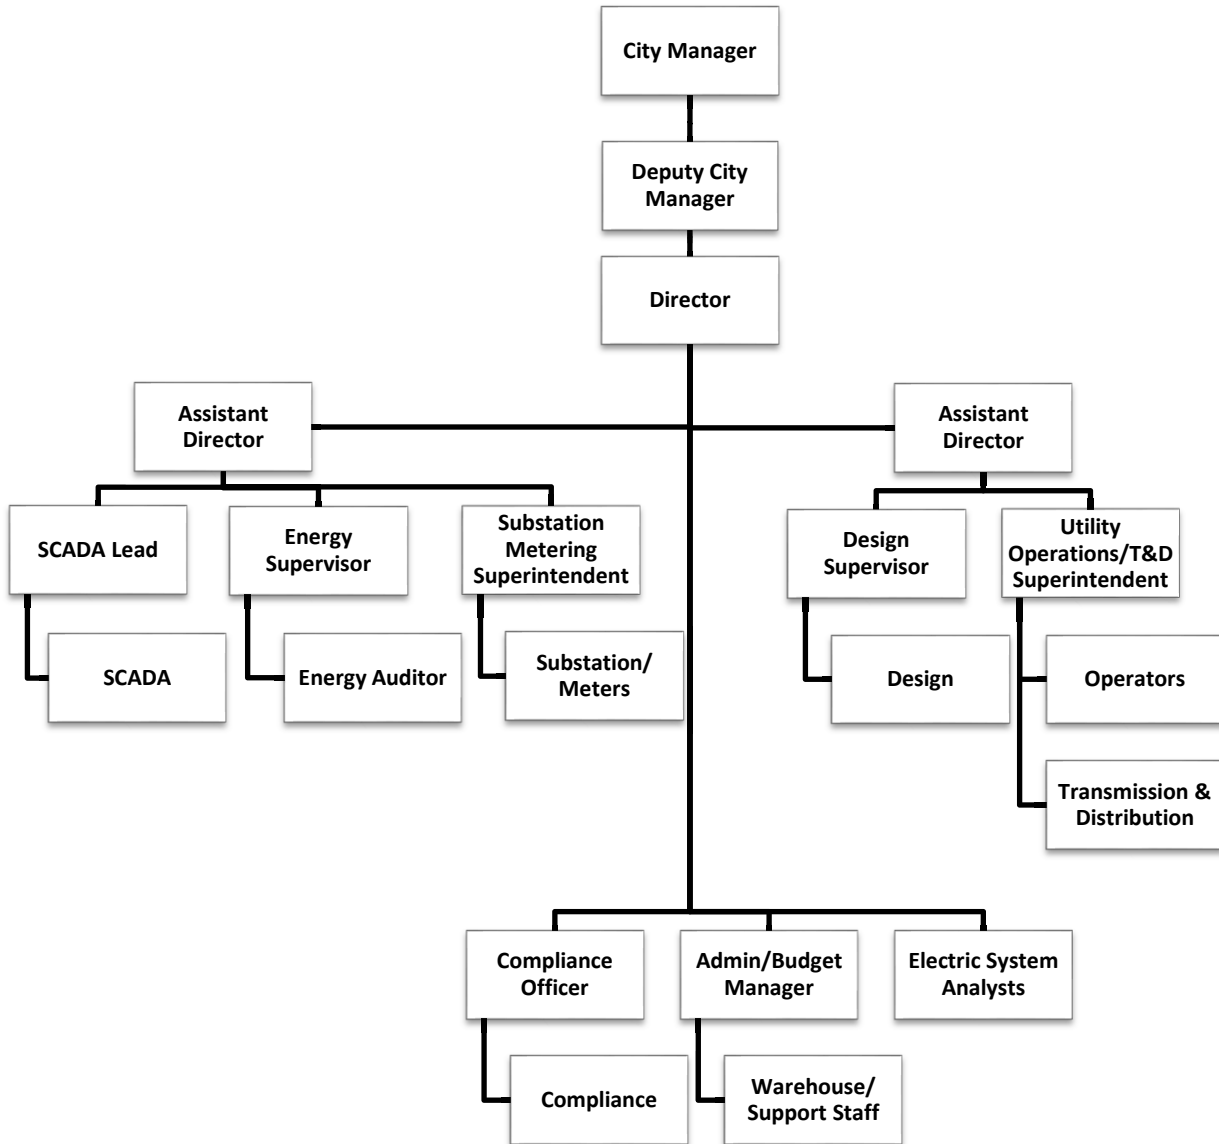 City Manager
Deputy City
Manager
Director
Assistant
Director
Assistant
Director
SCADA Lead
Energy
Supervisor
Substation
Metering
Superintendent
Design
Supervisor
Utility
Operations/T&D
Superintendent
SCADA
Energy Auditor
Substation/
Meters
Design
Operators
Transmission &
Distribution
Compliance
Officer
Admin/Budget
Manager
Electric System
Analysts
Compliance
Warehouse/
Support Staff